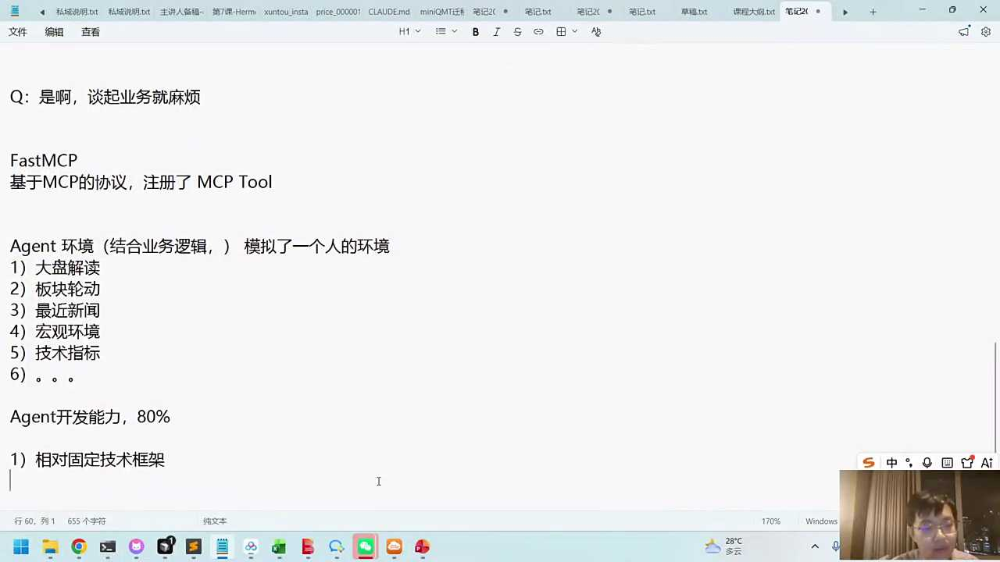 私域说明.txt 私域说明.txt 主讲人备稿- 第7课-Herm xuntou_insta price_000001 CLAUDE.md miniQMT迁移 笔记20 笔记.txt 笔记20 笔记.txt 草稿.txt 课程大纲.txt 笔记20
文件 编辑 查看 H1 B I S
Q：是啊，谈起业务就麻烦
FastMCP
基于MCP的协议，注册了 MCP Tool
Agent 环境（结合业务逻辑，） 模拟了一个人的环境
1）大盘解读
2）板块轮动
3）最近新闻
4）宏观环境
5）技术指标
6）。。。
Agent开发能力，80%
1）相对固定技术框架
中 Ai
行 60，列 1 655 个字符 纯文本 170% Windows
1
28°C
多云